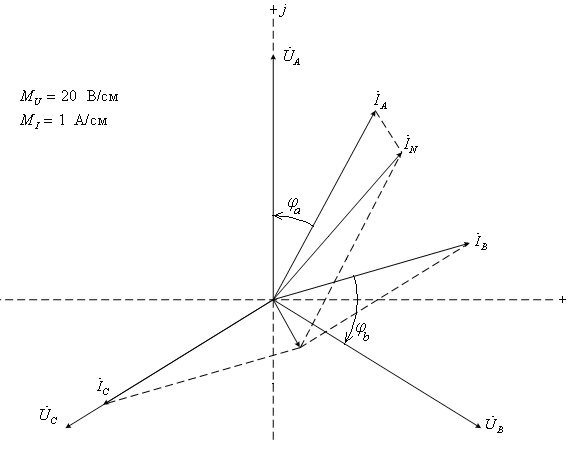 +j
U̇A
MU = 20 В/см
MI = 1 А/см
İA
İN
φa
İB
+
φb
İC
U̇C
U̇B